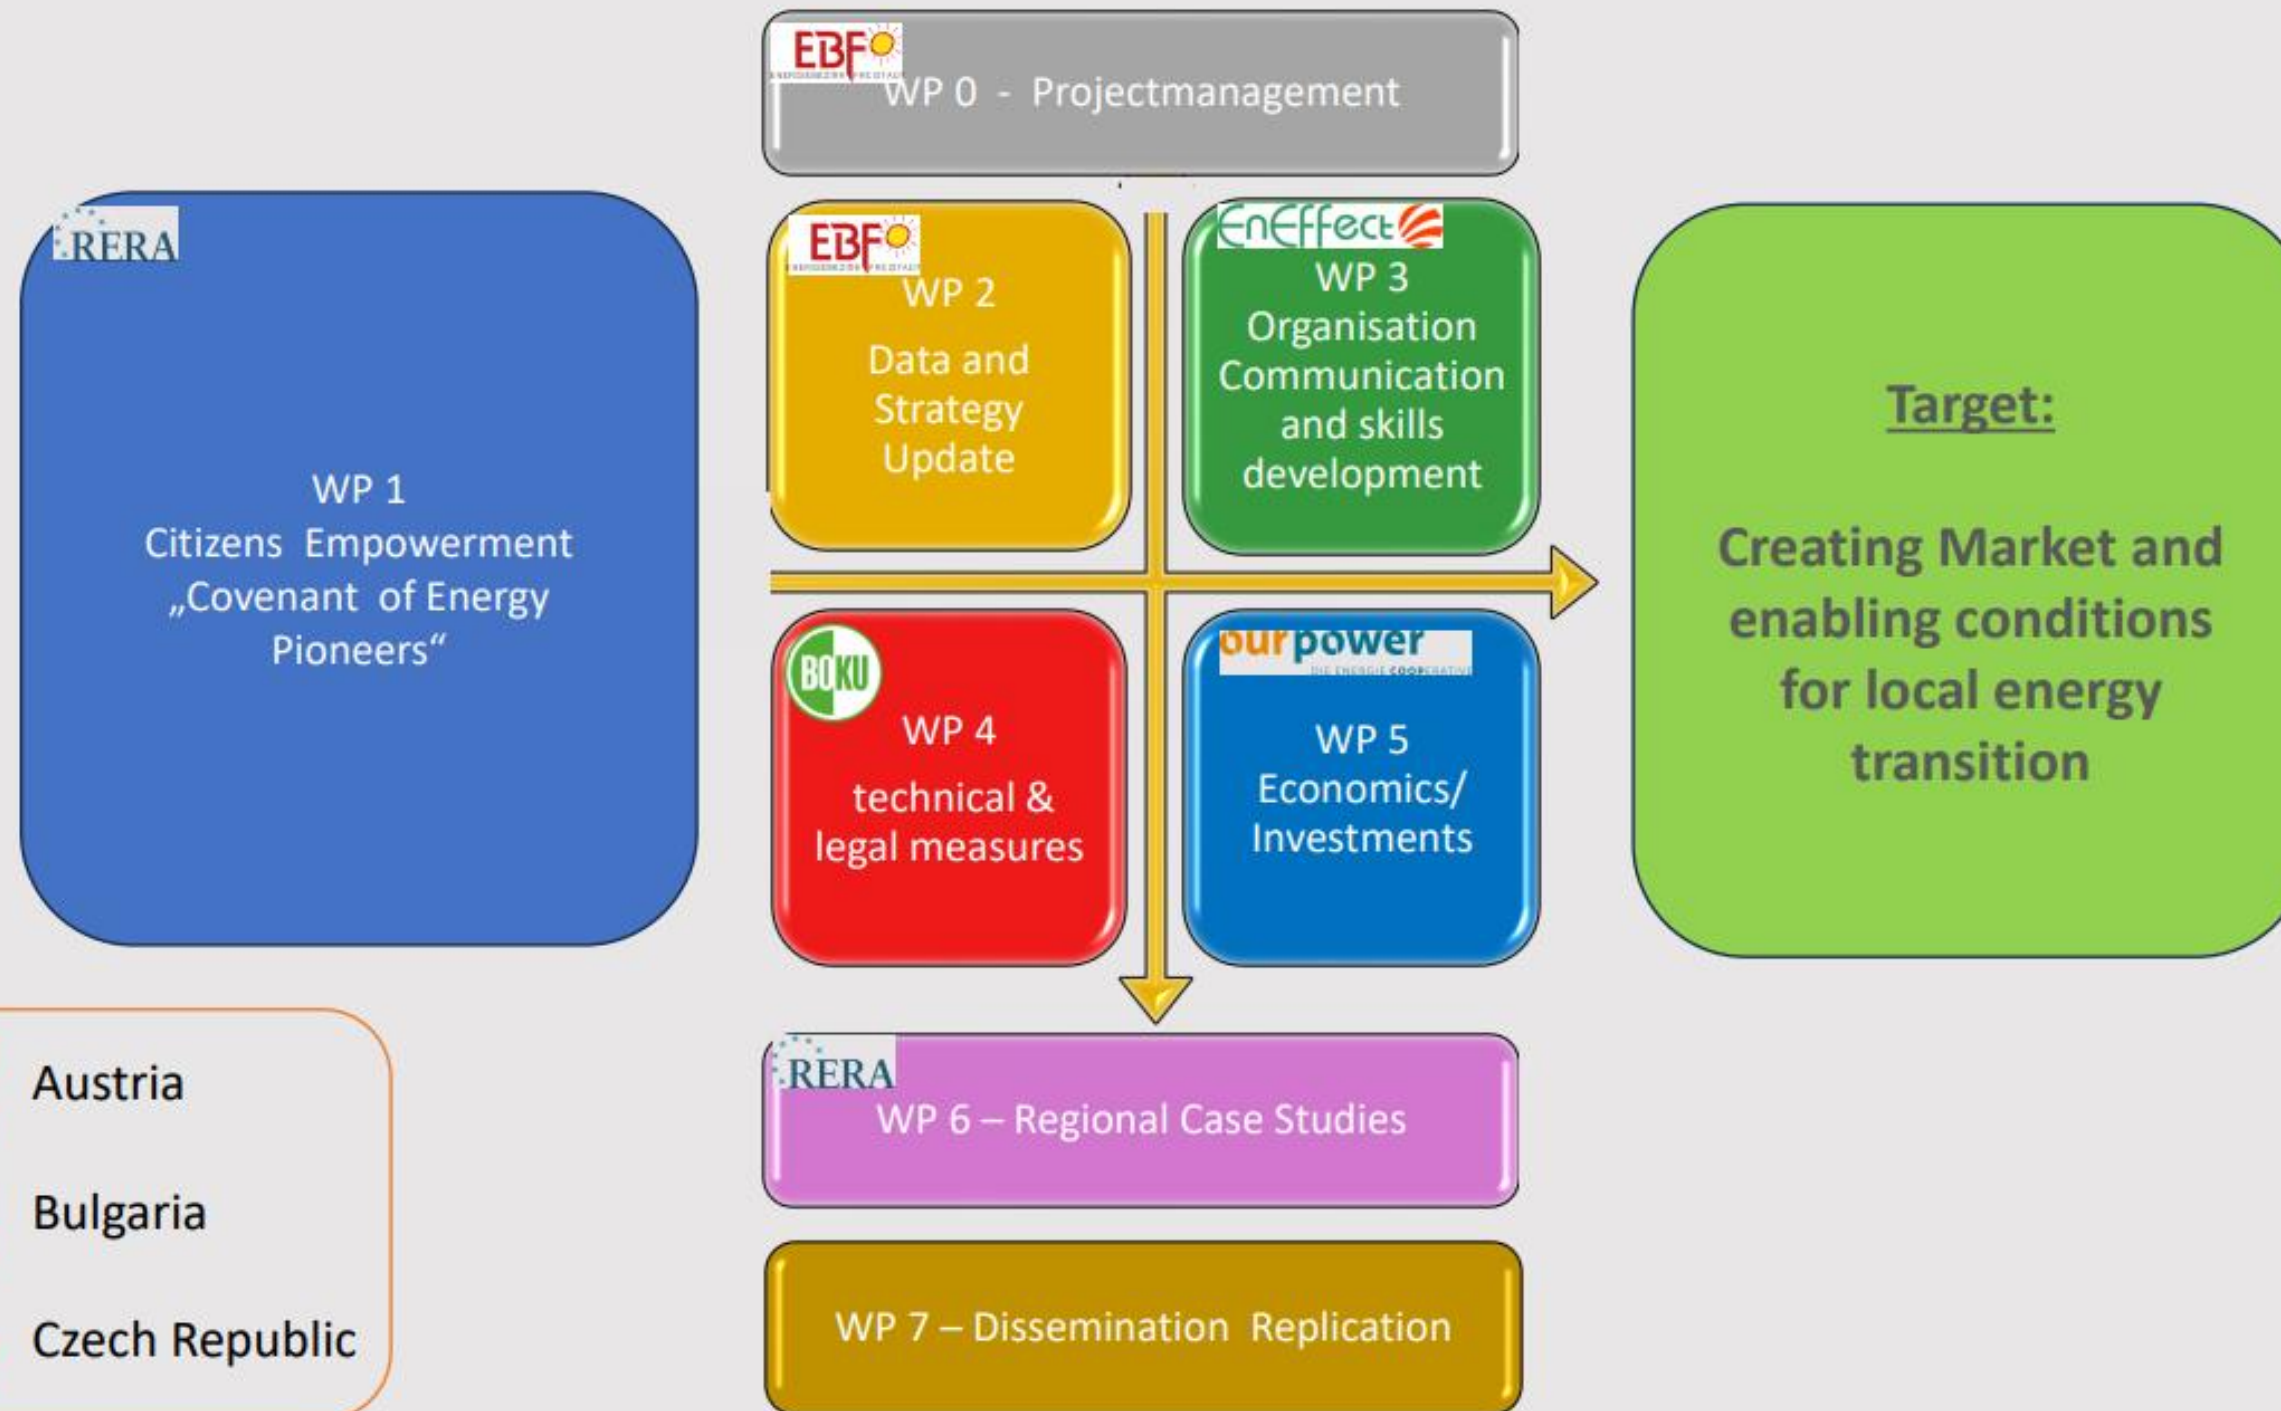 EBF
WP 0 - Projectmanagement
RERA
WP 1
Citizens Empowerment
„Covenant of Energy
Pioneers“
EBF
WP 2
Data and
Strategy
Update
EnEffect
WP 3
Organisation
Communication
and skills
development
BOKU
WP 4
technical &
legal measures
ourpower
DIE ENERGIE COOPERATIVE
WP 5
Economics/
Investments
Target:
Creating Market and
enabling conditions
for local energy
transition
RERA
WP 6 – Regional Case Studies
WP 7 – Dissemination Replication
Austria
Bulgaria
Czech Republic